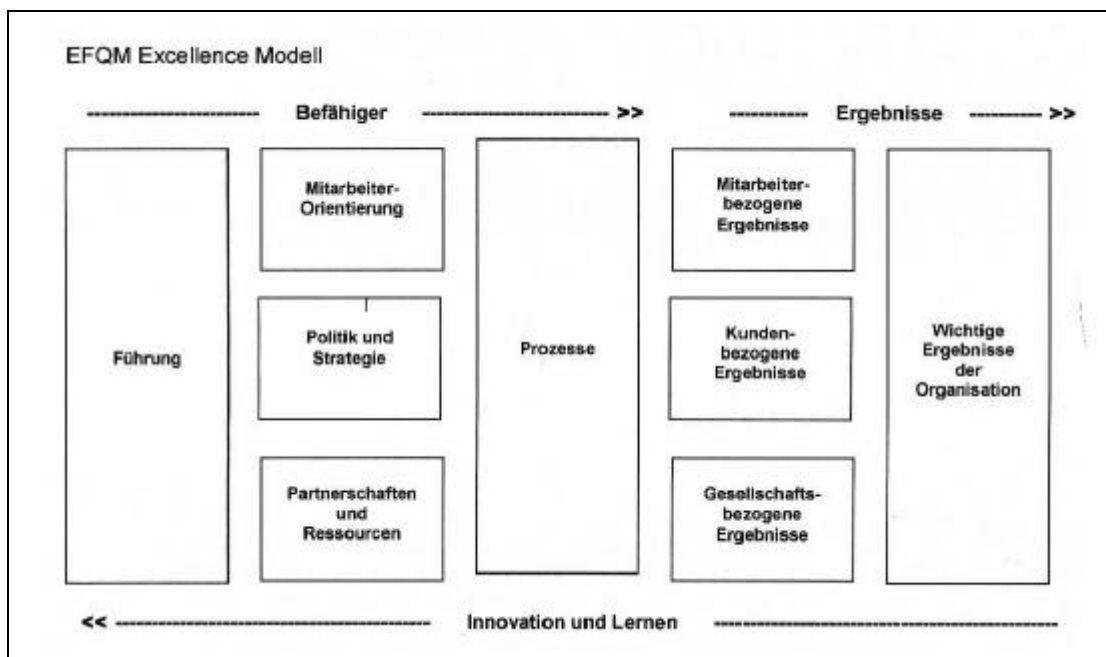 EFQM Excellence Modell
------------------- Befähiger -------------------- >>
----------- Ergebnisse ---------- >>
Führung
Mitarbeiter-
Orientierung
Politik und
Strategie
Partnerschaften
und
Ressourcen
Prozesse
Mitarbeiter-
bezogene
Ergebnisse
Kunden-
bezogene
Ergebnisse
Gesellschafts-
bezogene
Ergebnisse
Wichtige
Ergebnisse
der
Organisation
<< ----------------------------------- Innovation und Lernen -----------------------------------